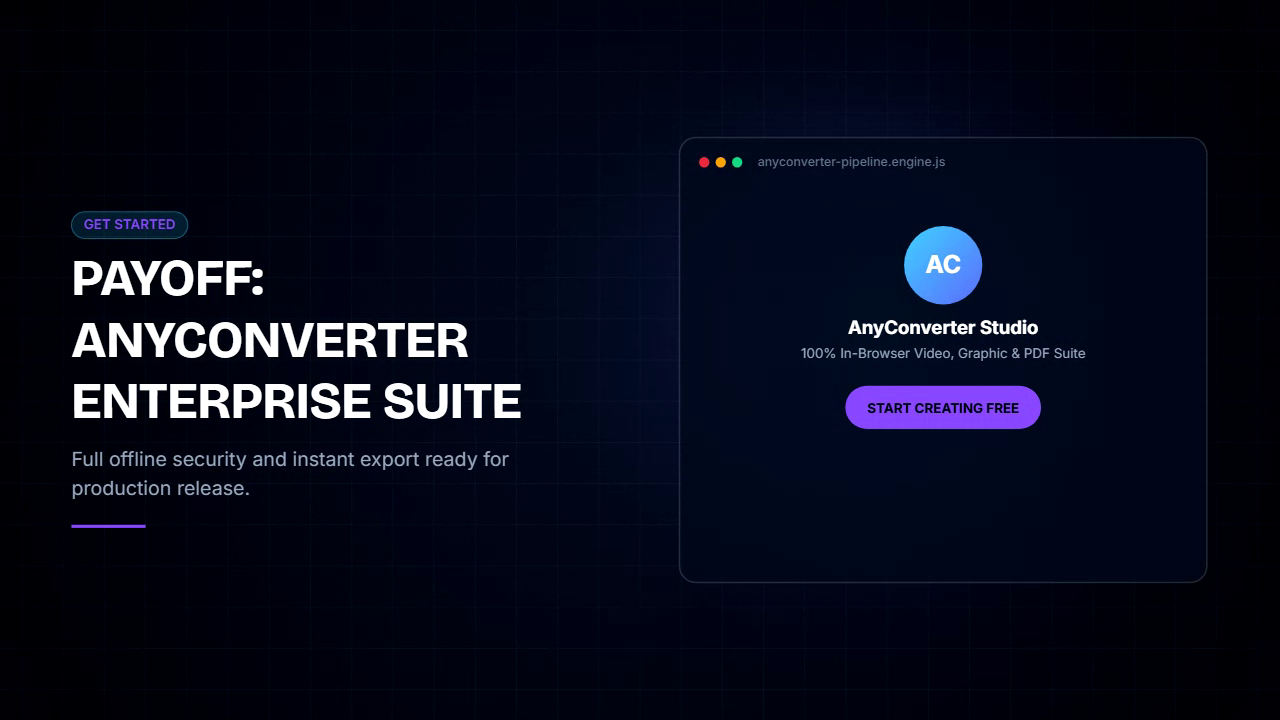 GET STARTED
PAYOFF:
ANYCONVERTER
ENTERPRISE SUITE
Full offline security and instant export ready for
production release.
anyconverter-pipeline.engine.js
AC
AnyConverter Studio
100% In-Browser Video, Graphic & PDF Suite
START CREATING FREE